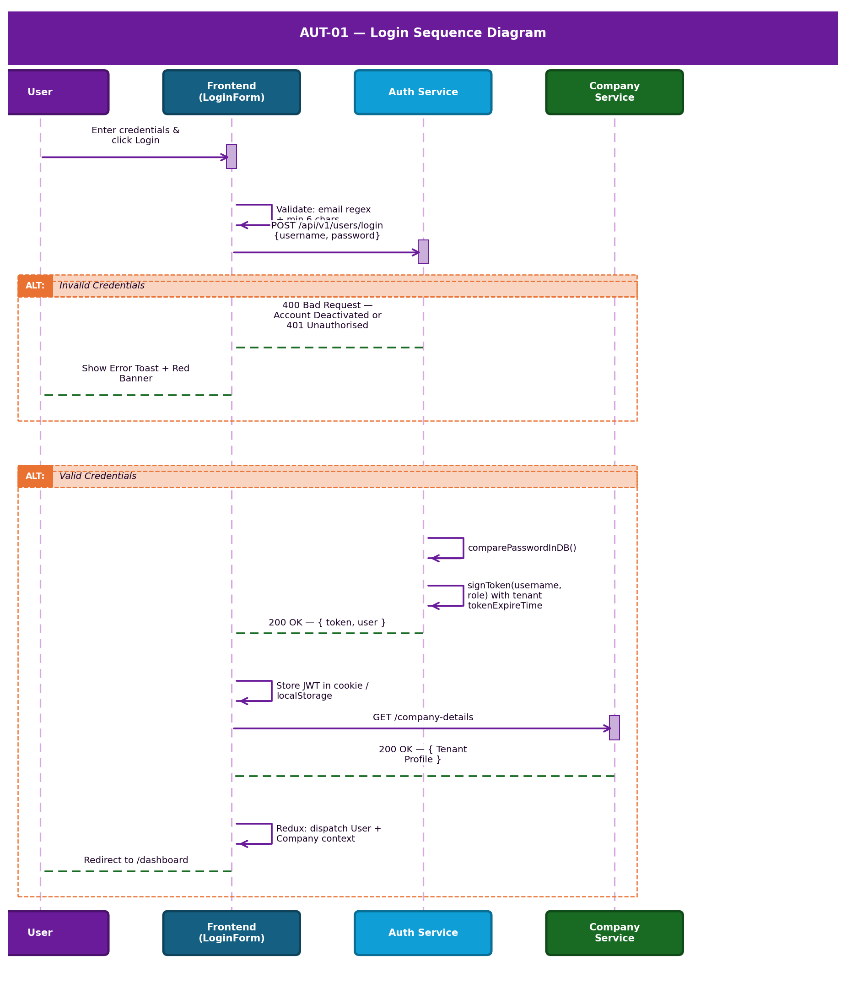 AUT-01 — Login Sequence Diagram
User
Frontend
(LoginForm)
Auth Service
Company
Service
Enter credentials &
click Login
Validate: email regex
+ min 6 chars
POST /api/v1/users/login
{username, password}
ALT:
Invalid Credentials
400 Bad Request —
Account Deactivated or
401 Unauthorised
Show Error Toast + Red
Banner
ALT:
Valid Credentials
comparePasswordInDB()
signToken(username,
role) with tenant
tokenExpireTime
200 OK — { token, user }
Store JWT in cookie /
localStorage
GET /company-details
200 OK — { Tenant
Profile }
Redux: dispatch User +
Company context
Redirect to /dashboard
User
Frontend
(LoginForm)
Auth Service
Company
Service